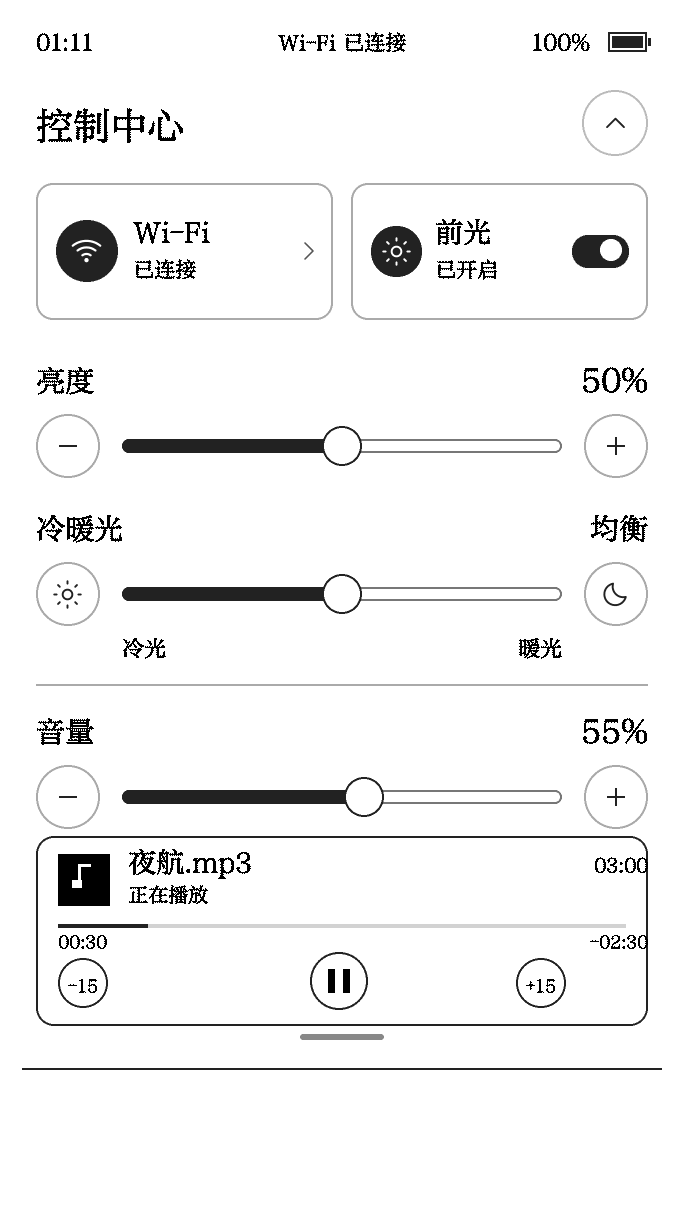 01:11 Wi-Fi 已连接 100%
控制中心
Wi-Fi
已连接
前光
已开启
亮度 50%
冷暖光 均衡
冷光 暖光
音量 55%
夜航.mp3 03:00
正在播放
00:30 -02:30
-15 +15